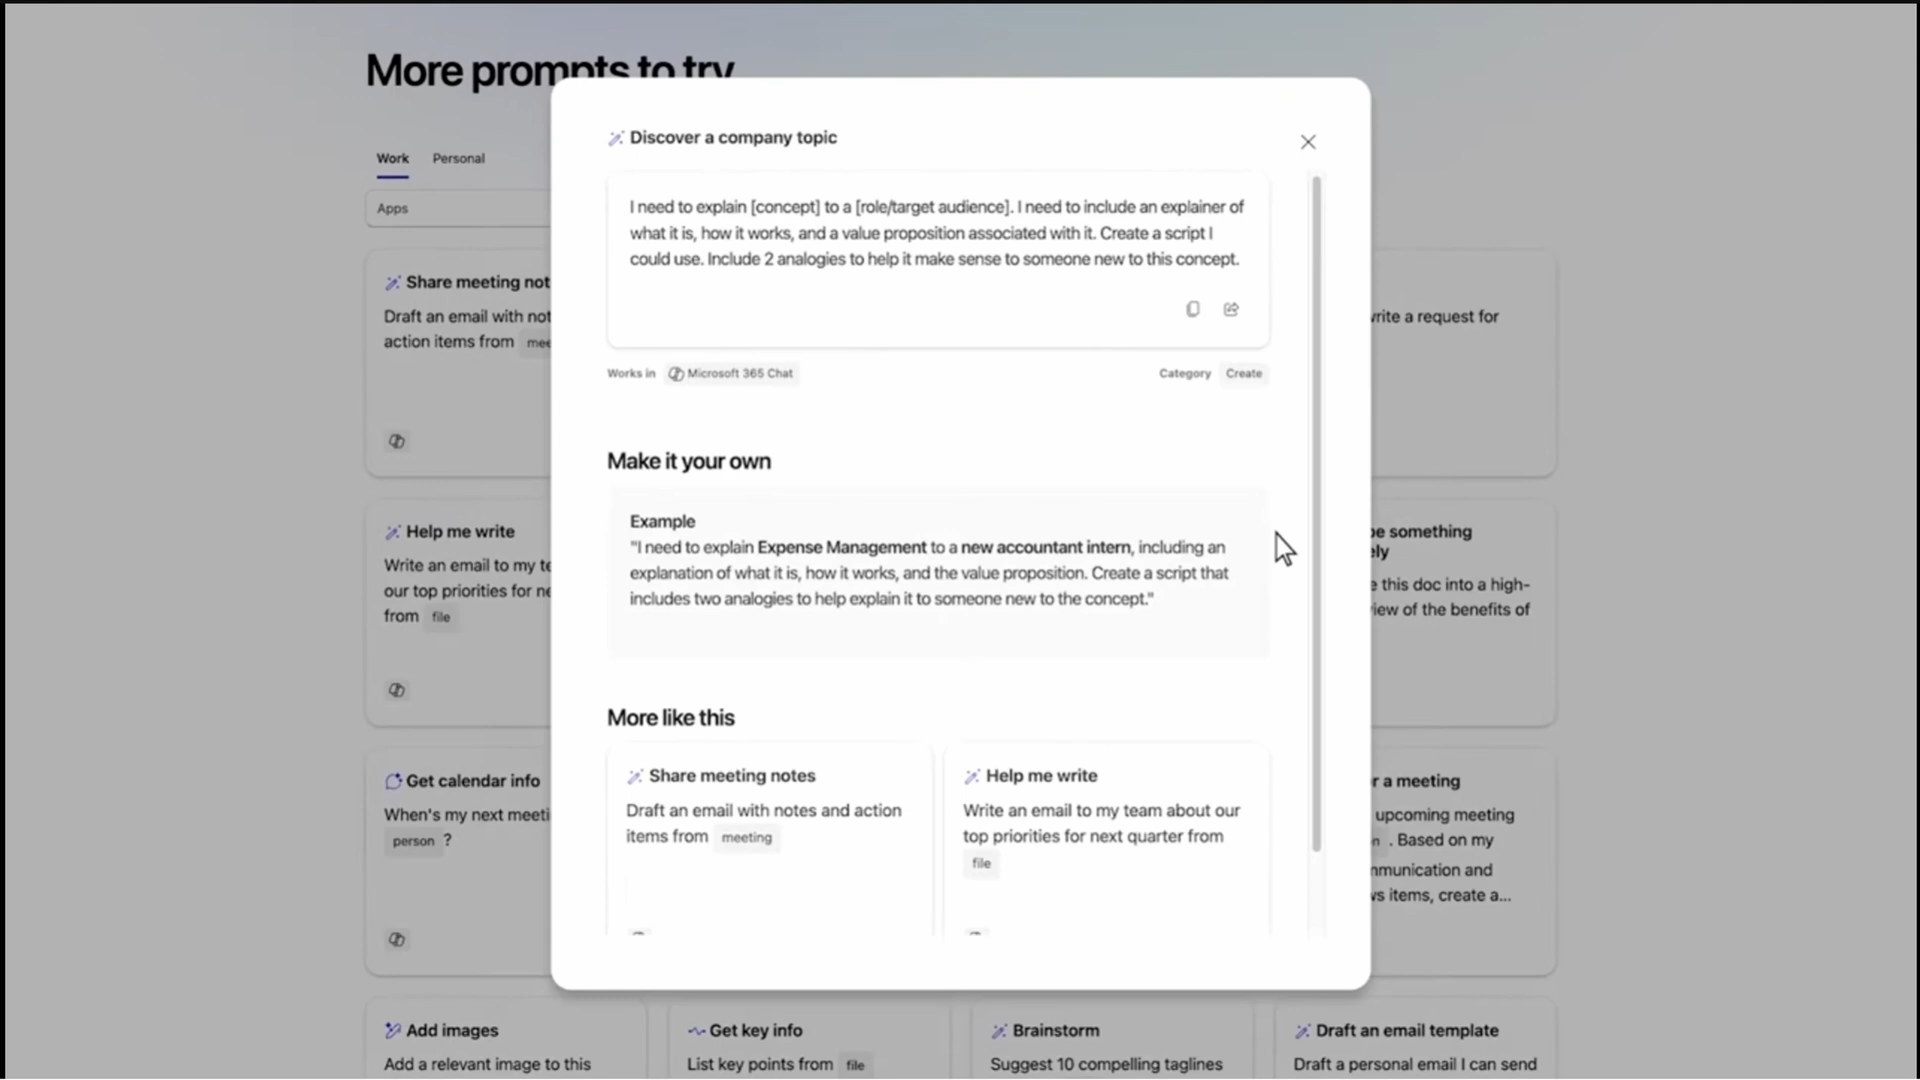 More prompts to try
Work
Personal
Apps
Share meeting not
Draft an email with not
action items from mee
Help me write
Write an email to my te
our top priorities for ne
from file
Get calendar info
When's my next meeti
person ?
Discover a company topic
I need to explain [concept] to a [role/target audience]. I need to include an explainer of
what it is, how it works, and a value proposition associated with it. Create a script I
could use. Include 2 analogies to help it make sense to someone new to this concept.
Works in Microsoft 365 Chat
Category Create
Make it your own
Example
"I need to explain Expense Management to a new accountant intern, including an
explanation of what it is, how it works, and the value proposition. Create a script that
includes two analogies to help explain it to someone new to the concept."
More like this
Share meeting notes
Draft an email with notes and action
items from meeting
Help me write
Write an email to my team about our
top priorities for next quarter from
file
write a request for
be something
ely
e this doc into a high-
view of the benefits of
r a meeting
upcoming meeting
n . Based on my
mmunication and
ws items, create a...
Add images
Add a relevant image to this
Get key info
List key points from file
Brainstorm
Suggest 10 compelling taglines
Draft an email template
Draft a personal email I can send